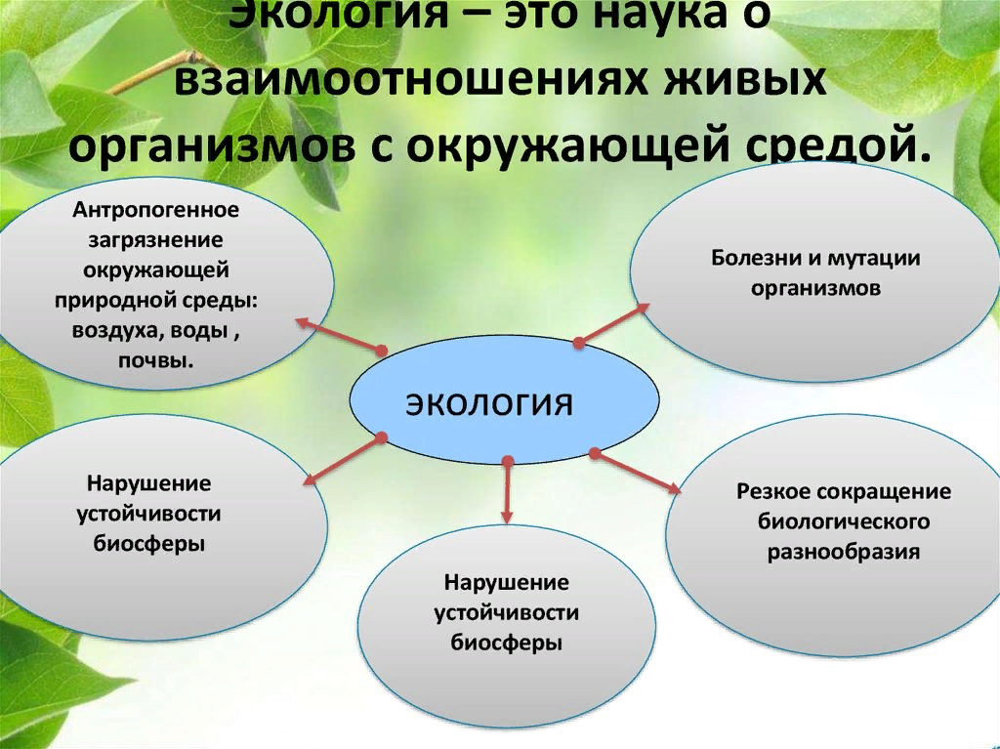 Экология – это наука о
взаимоотношениях живых
организмов с окружающей средой.
Антропогенное
загрязнение
окружающей
природной среды:
воздуха, воды ,
почвы.
Болезни и мутации
организмов
экология
Нарушение
устойчивости
биосферы
Резкое сокращение
биологического
разнообразия
Нарушение
устойчивости
биосферы